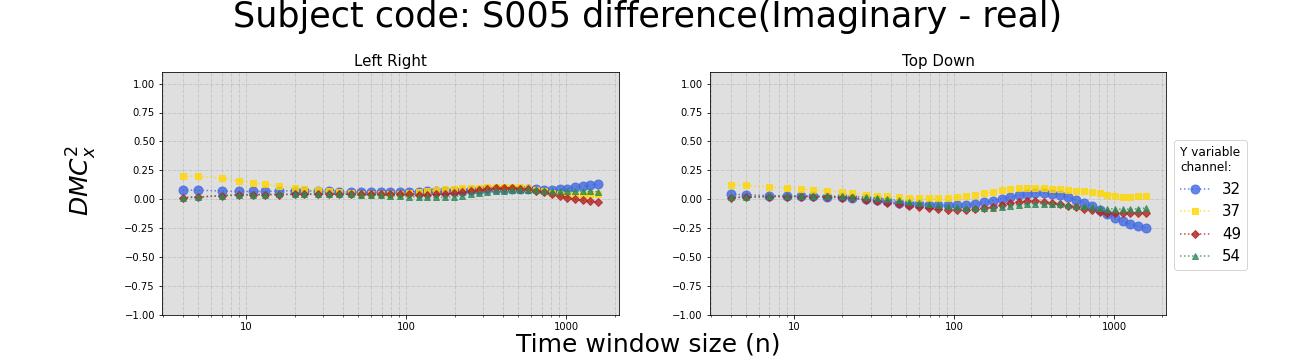 Subject code: S005 difference(Imaginary - real)
Left Right
Top Down
1.00
0.75
0.50
0.25
0.00
−0.25
−0.50
−0.75
−1.00
1.00
0.75
0.50
0.25
0.00
−0.25
−0.50
−0.75
−1.00
DMC²ₓ
10 100 1000
10 100 1000
Time window size (n)
Y variable
channel:
32
37
49
54